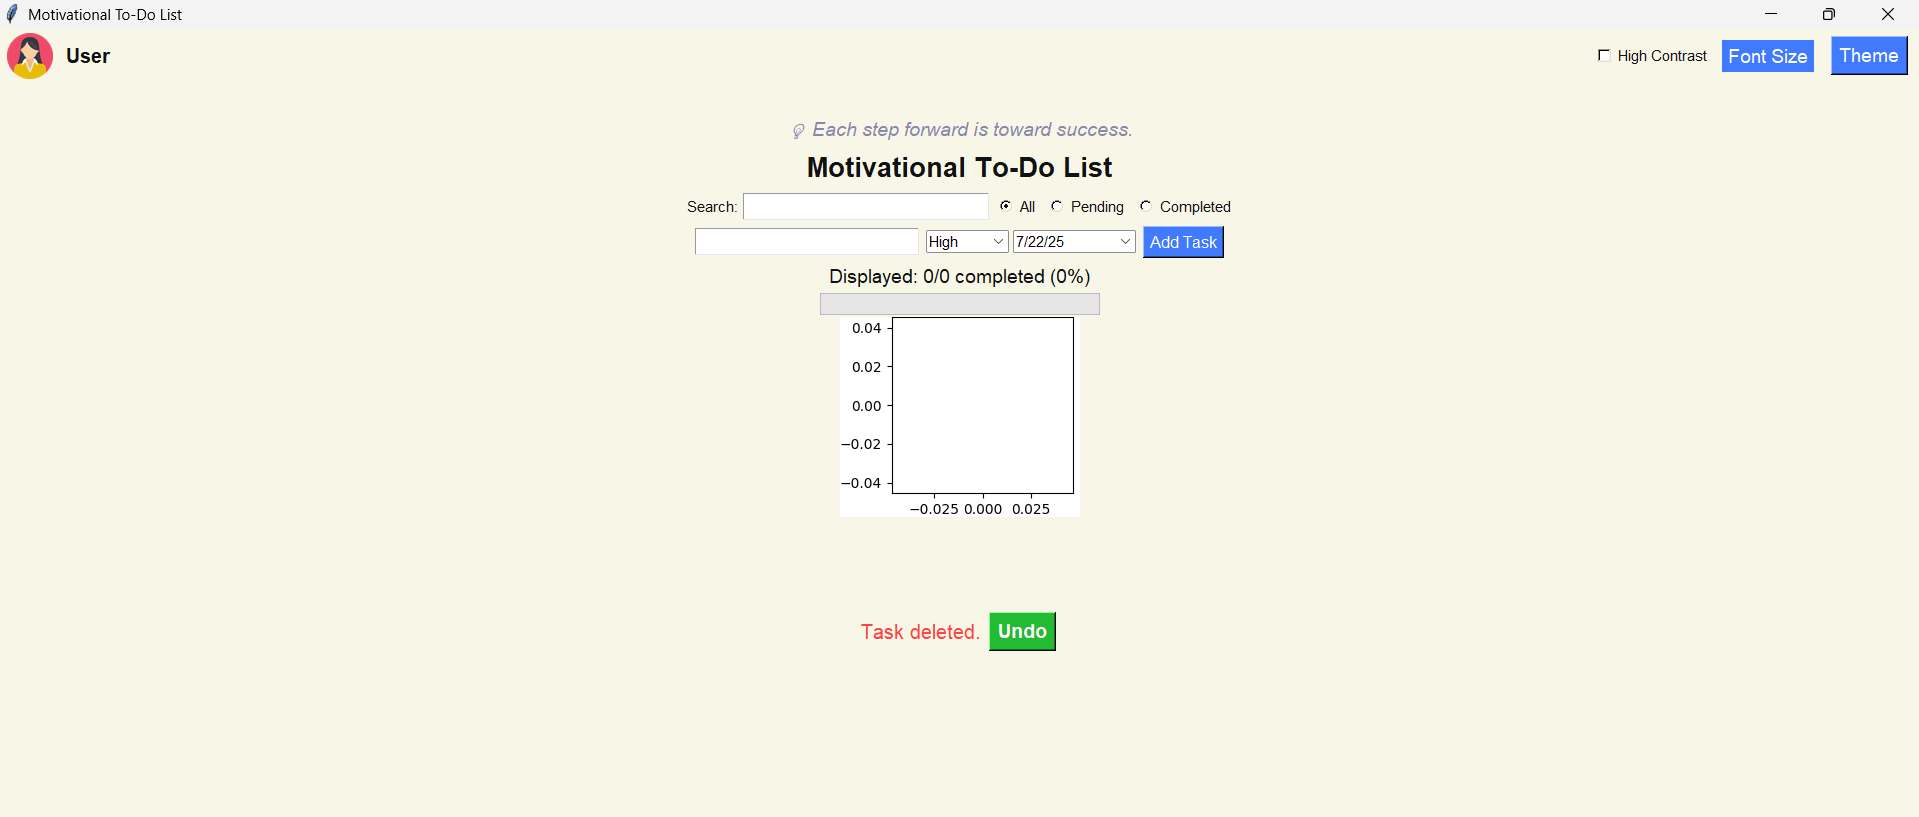 Motivational To-Do List
User
High Contrast Font Size Theme
Each step forward is toward success.
Motivational To-Do List
Search: All Pending Completed
High 7/22/25 Add Task
Displayed: 0/0 completed (0%)
0.04
0.02
0.00
−0.02
−0.04
−0.025 0.000 0.025
Task deleted. Undo